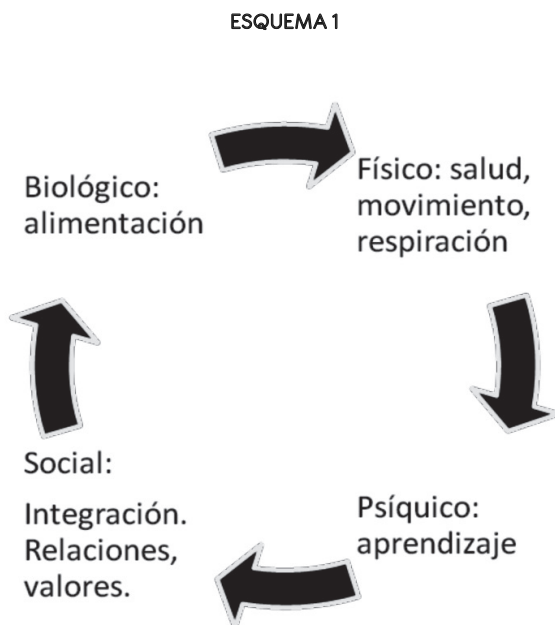 ESQUEMA 1
Biológico:
alimentación
Físico: salud,
movimiento,
respiración
Psíquico:
aprendizaje
Social:
Integración.
Relaciones,
valores.